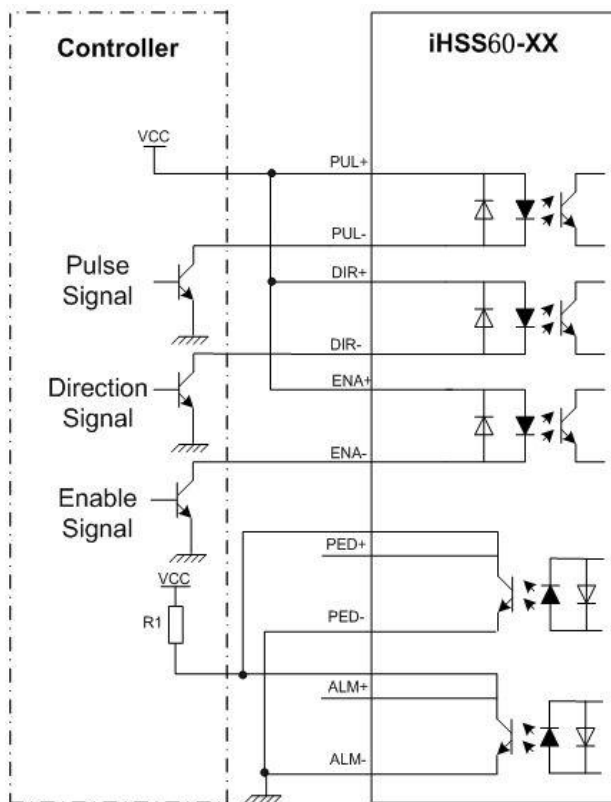 Controller
iHSS60-XX
VCC
PUL+
PUL-
Pulse
Signal
DIR+
DIR-
Direction
Signal
ENA+
ENA-
Enable
Signal
PED+
VCC
R1
PED-
ALM+
ALM-